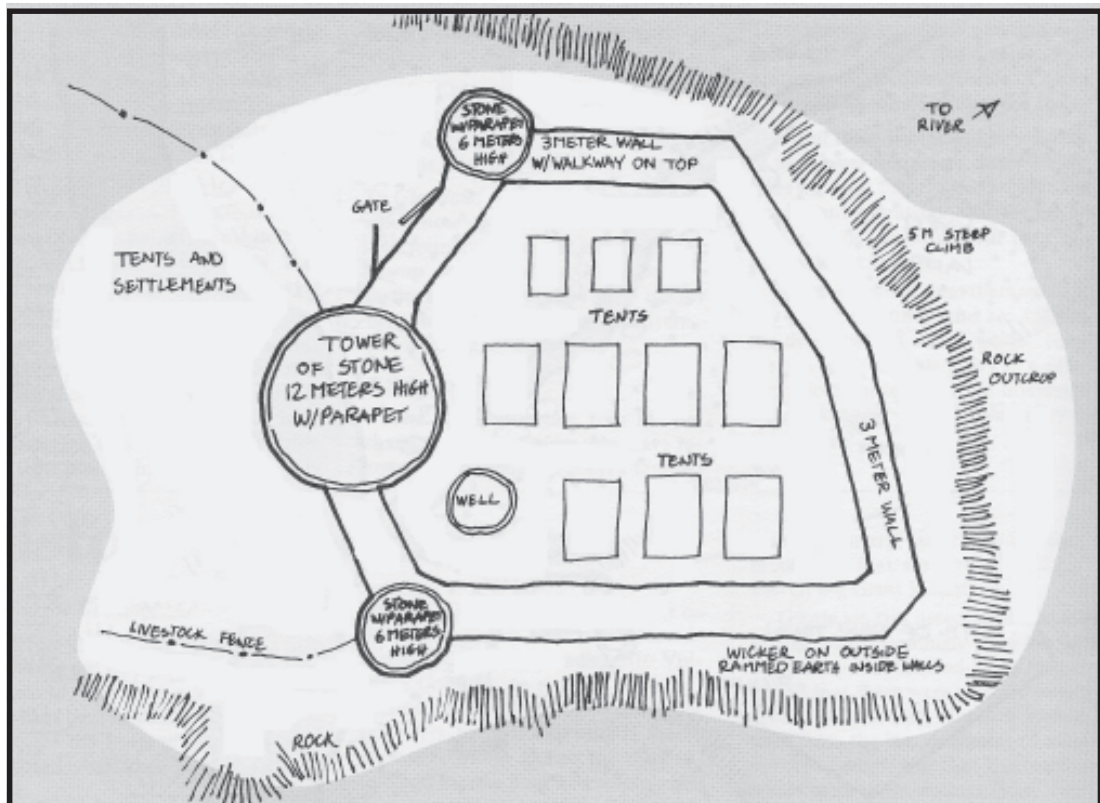 STONE
W/PARAPET
6 METERS
HIGH
3 METER WALL
W/WALKWAY ON TOP
TO
RIVER
GATE
TENTS AND
SETTLEMENTS
5 M STEEP
CLIMB
TENTS
TOWER
OF STONE
12 METERS HIGH
W/PARAPET
ROCK
OUTCROP
3 METER WALL
TENTS
WELL
STONE
W/PARAPET
6 METERS
HIGH
LIVESTOCK FENCE
WICKER ON OUTSIDE
RAMMED EARTH INSIDE WALLS
ROCK